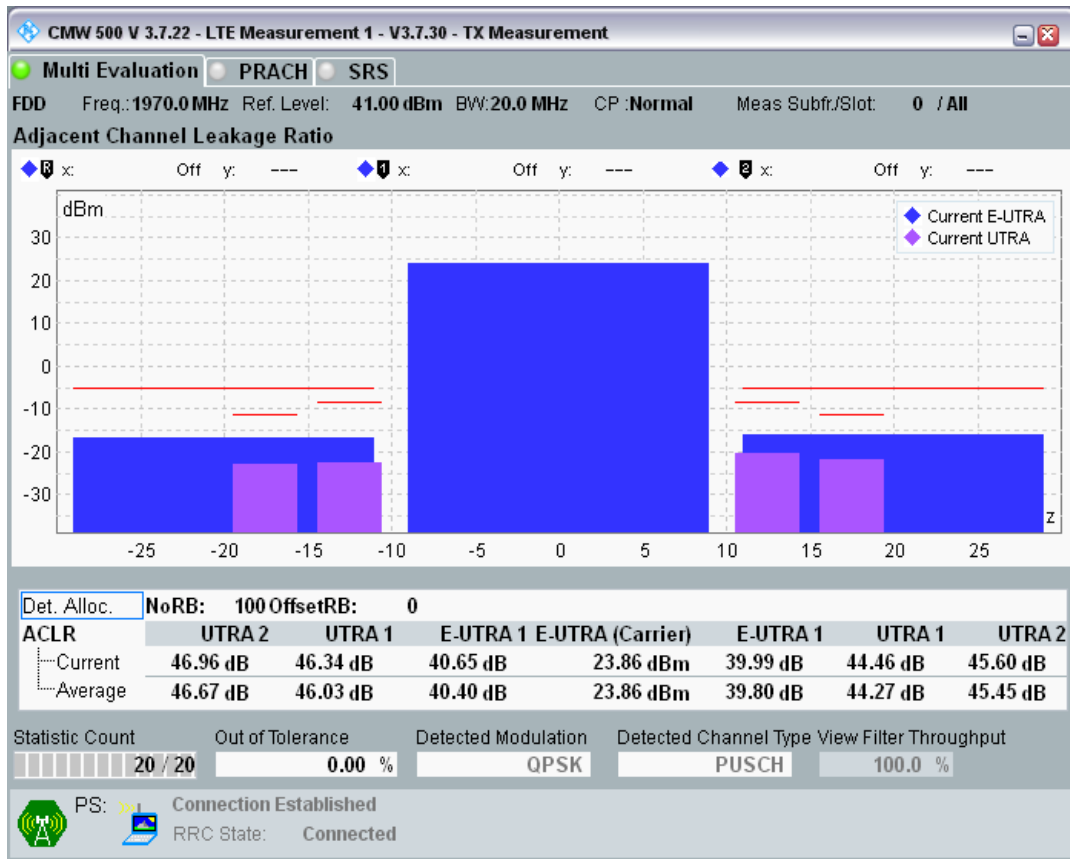 CMW 500 V 3.7.22 - LTE Measurement 1 - V3.7.30 - TX Measurement
Multi Evaluation PRACH SRS
FDD Freq.: 1970.0 MHz Ref. Level: 41.00 dBm BW: 20.0 MHz CP :Normal Meas Subfr./Slot: 0 / All
Adjacent Channel Leakage Ratio
R x: Off y: --- 1 x: Off y: --- 2 x: Off y: ---
dBm
Current E-UTRA
Current UTRA
30
20
10
0
-10
-20
-30
z
-25 -20 -15 -10 -5 0 5 10 15 20 25
Det. Alloc. NoRB: 100 OffsetRB: 0
ACLR UTRA 2 UTRA 1 E-UTRA 1 E-UTRA (Carrier) E-UTRA 1 UTRA 1 UTRA 2
Current 46.96 dB 46.34 dB 40.65 dB 23.86 dBm 39.99 dB 44.46 dB 45.60 dB
Average 46.67 dB 46.03 dB 40.40 dB 23.86 dBm 39.80 dB 44.27 dB 45.45 dB
Statistic Count Out of Tolerance Detected Modulation Detected Channel Type View Filter Throughput
20 / 20 0.00 % QPSK PUSCH 100.0 %
PS: Connection Established
RRC State: Connected